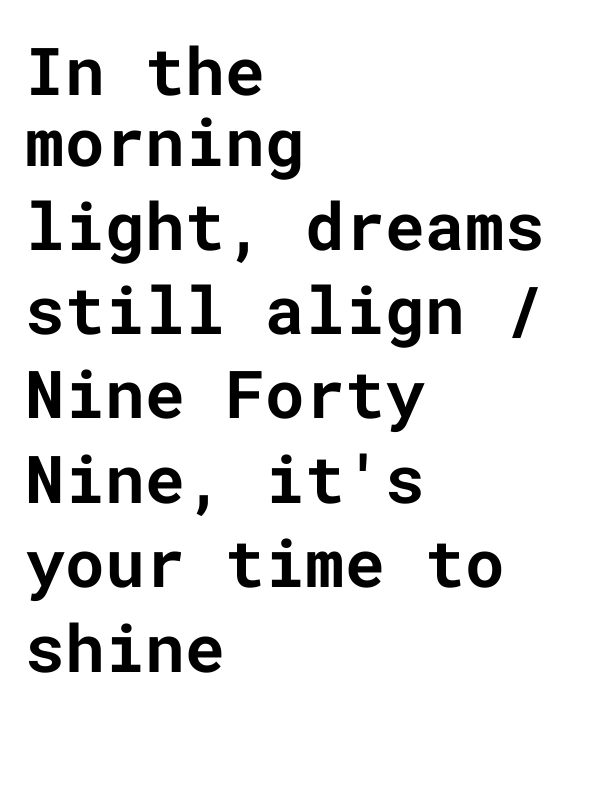 In the
morning
light, dreams
still align /
Nine Forty
Nine, it's
your time to
shine